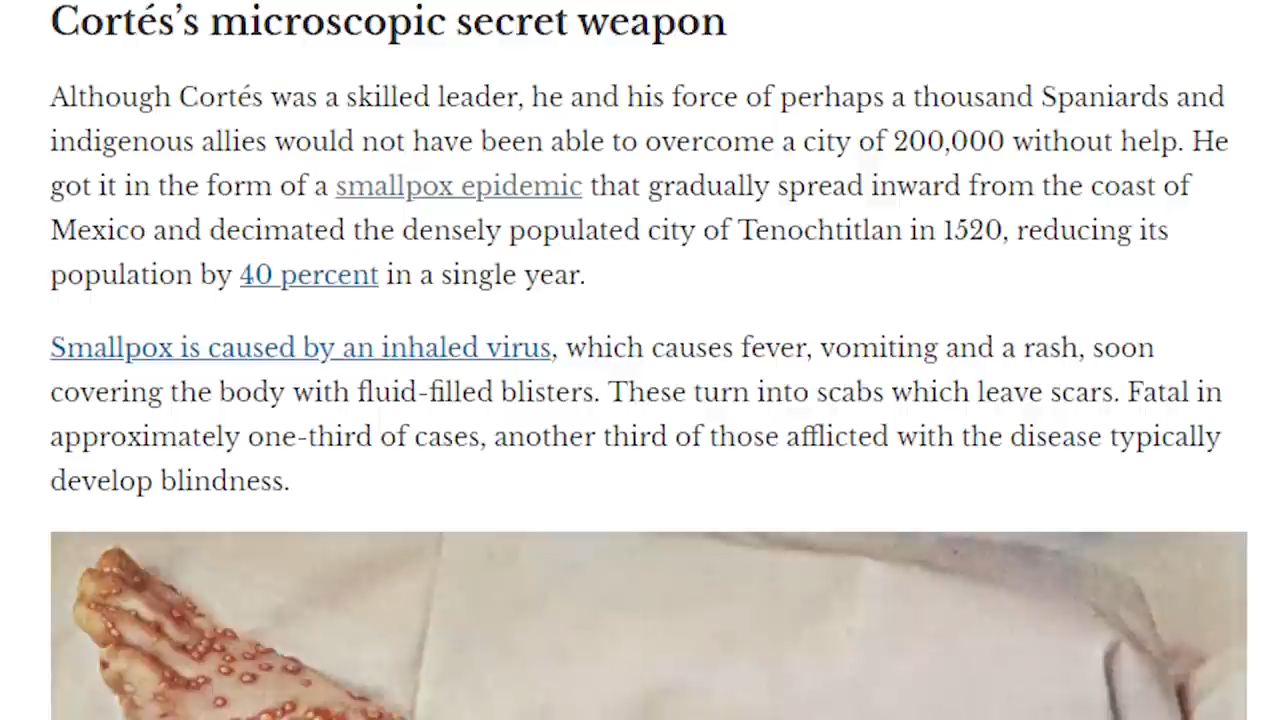 Cortés’s microscopic secret weapon
Although Cortés was a skilled leader, he and his force of perhaps a thousand Spaniards and
indigenous allies would not have been able to overcome a city of 200,000 without help. He
got it in the form of a smallpox epidemic that gradually spread inward from the coast of
Mexico and decimated the densely populated city of Tenochtitlan in 1520, reducing its
population by 40 percent in a single year.
Smallpox is caused by an inhaled virus, which causes fever, vomiting and a rash, soon
covering the body with fluid-filled blisters. These turn into scabs which leave scars. Fatal in
approximately one-third of cases, another third of those afflicted with the disease typically
develop blindness.